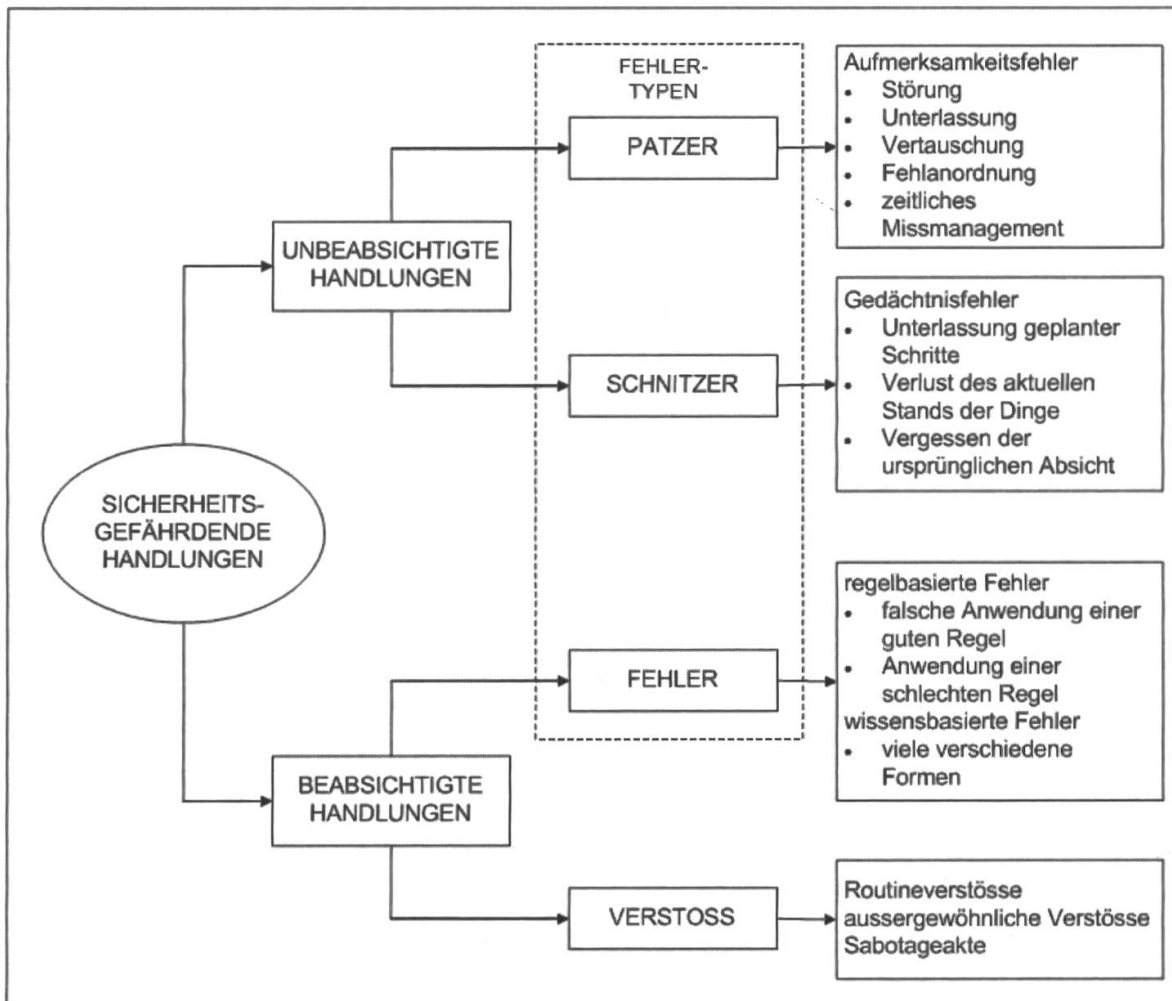 FEHLER-
TYPEN
PATZER
Aufmerksamkeitsfehler
• Störung
• Unterlassung
• Vertauschung
• Fehlanordnung
• zeitliches
Missmanagement
UNBEABSICHTIGTE
HANDLUNGEN
SCHNITZER
Gedächtnisfehler
• Unterlassung geplanter
Schritte
• Verlust des aktuellen
Stands der Dinge
• Vergessen der
ursprünglichen Absicht
SICHERHEITS-
GEFÄHRDENDE
HANDLUNGEN
FEHLER
regelbasierte Fehler
• falsche Anwendung einer
guten Regel
• Anwendung einer
schlechten Regel
wissensbasierte Fehler
• viele verschiedene
Formen
BEABSICHTIGTE
HANDLUNGEN
VERSTOSS
Routineverstösse
aussergewöhnliche Verstösse
Sabotageakte